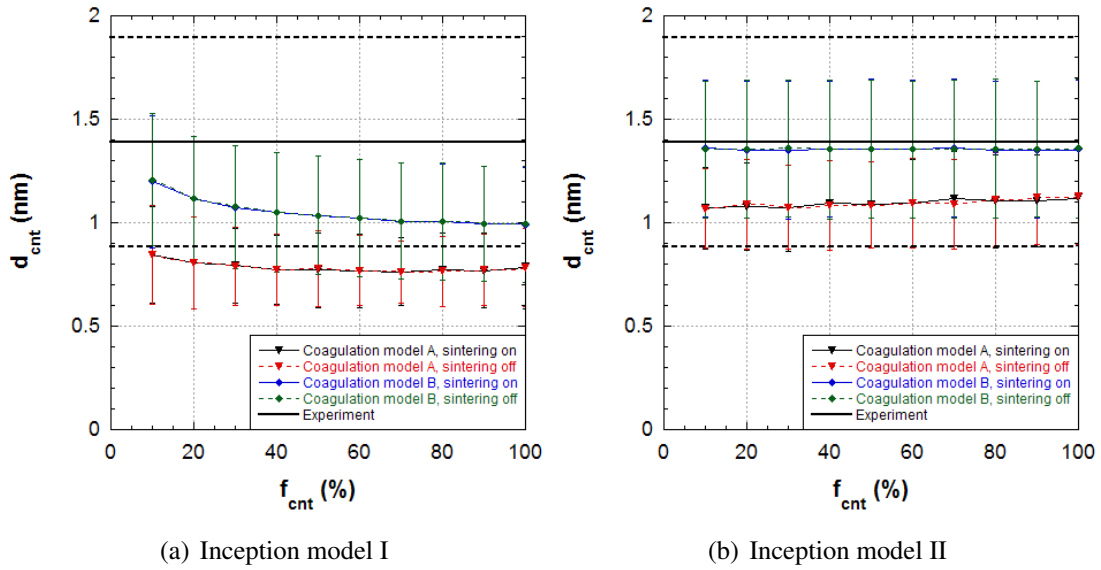 2
1.5
1
0.5
0
d_cnt (nm)
0 20 40 60 80 100
f_cnt (%)
Coagulation model A, sintering on
Coagulation model A, sintering off
Coagulation model B, sintering on
Coagulation model B, sintering off
Experiment
(a) Inception model I
2
1.5
1
0.5
0
d_cnt (nm)
0 20 40 60 80 100
f_cnt (%)
Coagulation model A, sintering on
Coagulation model A, sintering off
Coagulation model B, sintering on
Coagulation model B, sintering off
Experiment
(b) Inception model II